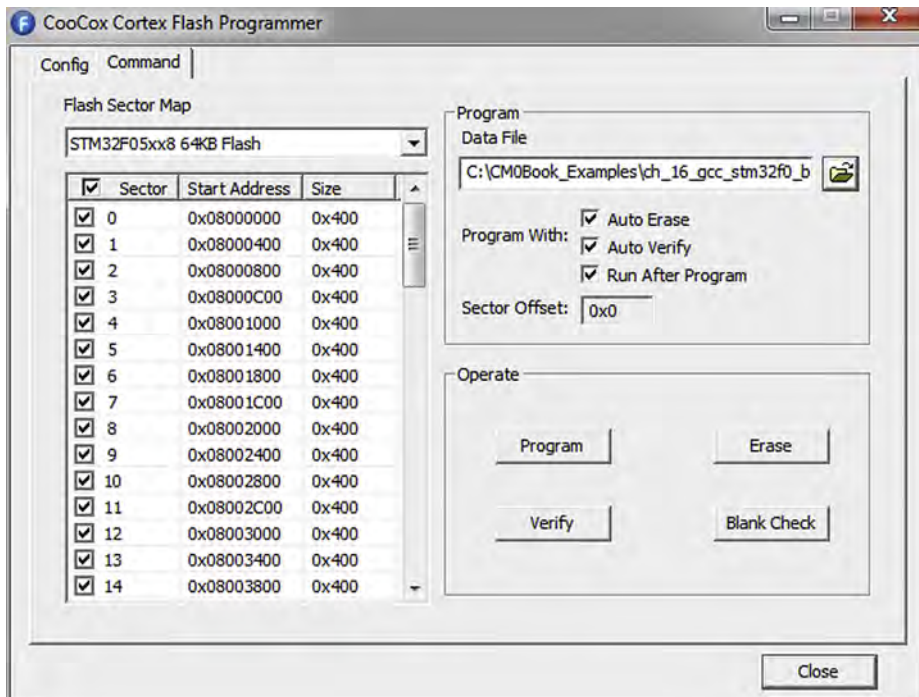 CooCox Cortex Flash Programmer
Config Command
Flash Sector Map
STM32F05xx8 64KB Flash
Sector Start Address Size
0 0x08000000 0x400
1 0x08000400 0x400
2 0x08000800 0x400
3 0x08000C00 0x400
4 0x08001000 0x400
5 0x08001400 0x400
6 0x08001800 0x400
7 0x08001C00 0x400
8 0x08002000 0x400
9 0x08002400 0x400
10 0x08002800 0x400
11 0x08002C00 0x400
12 0x08003000 0x400
13 0x08003400 0x400
14 0x08003800 0x400
Program
Data File
C:\CM0Book_Examples\ch_16_gcc_stm32f0_b
Program With:
Auto Erase
Auto Verify
Run After Program
Sector Offset: 0x0
Operate
Program Erase
Verify Blank Check
Close